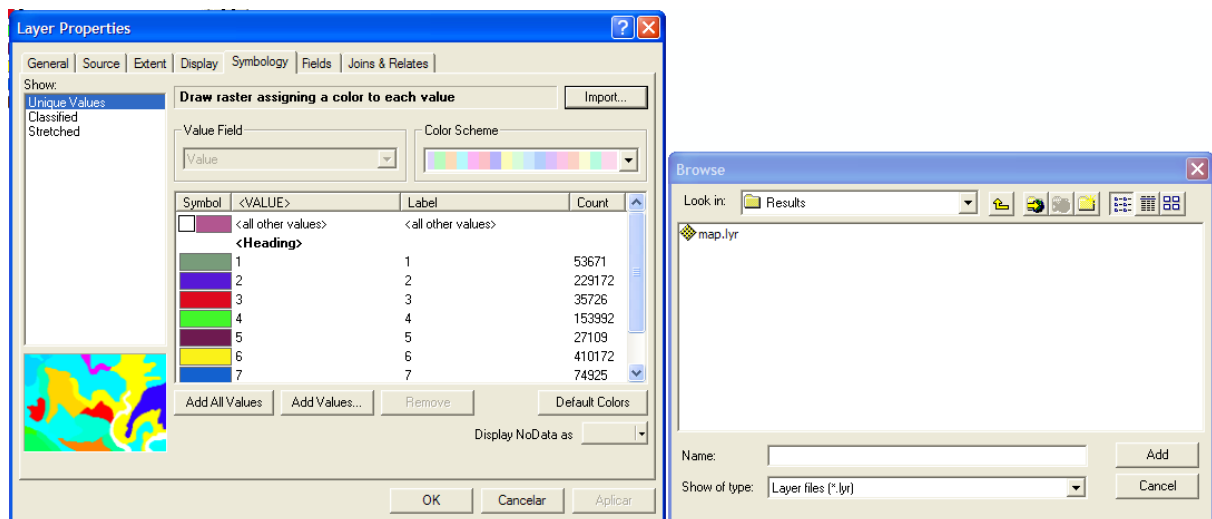 Layer Properties
General Source Extent Display Symbology Fields Joins & Relates
Show:
Unique Values
Classified
Stretched
Draw raster assigning a color to each value
Import...
Value Field
Value
Color Scheme
Symbol <VALUE> Label Count
<all other values> <all other values>
<Heading>
1 1 53671
2 2 229172
3 3 35726
4 4 153992
5 5 27109
6 6 410172
7 7 74925
Add All Values Add Values... Remove Default Colors
Display NoData as
OK Cancelar Aplicar
Browse
Look in: Results
map.lyr
Name: Add
Show of type: Layer files (*.lyr) Cancel